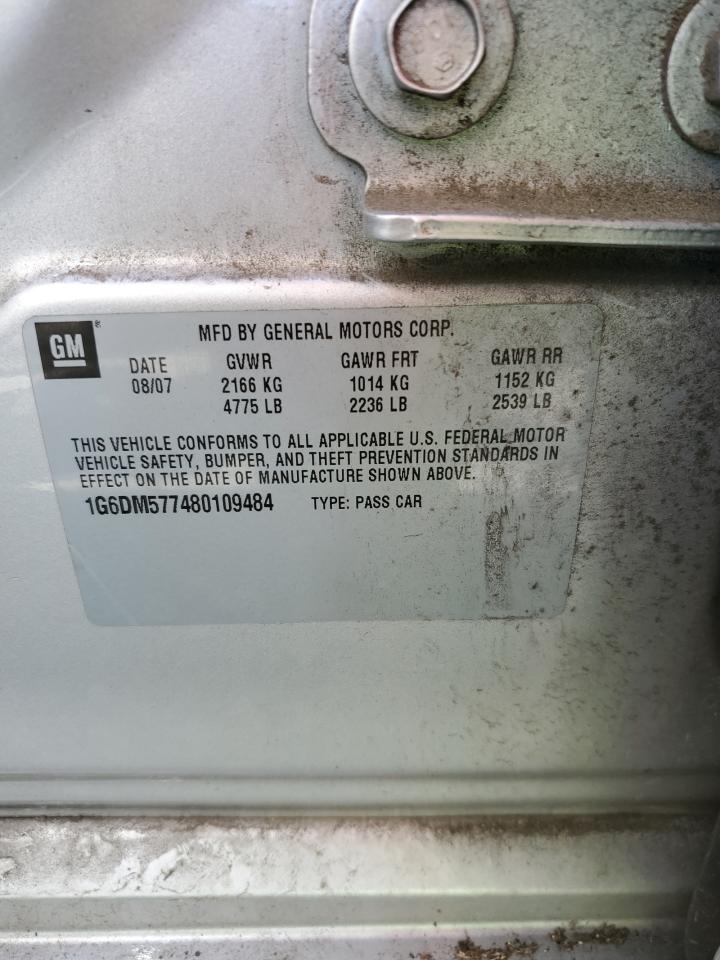 GM®
MFD BY GENERAL MOTORS CORP.
DATE GVWR GAWR FRT GAWR RR
08/07 2166 KG 1014 KG 1152 KG
4775 LB 2236 LB 2539 LB
THIS VEHICLE CONFORMS TO ALL APPLICABLE U.S. FEDERAL MOTOR
VEHICLE SAFETY, BUMPER, AND THEFT PREVENTION STANDARDS IN
EFFECT ON THE DATE OF MANUFACTURE SHOWN ABOVE.
1G6DM577480109484 TYPE: PASS CAR